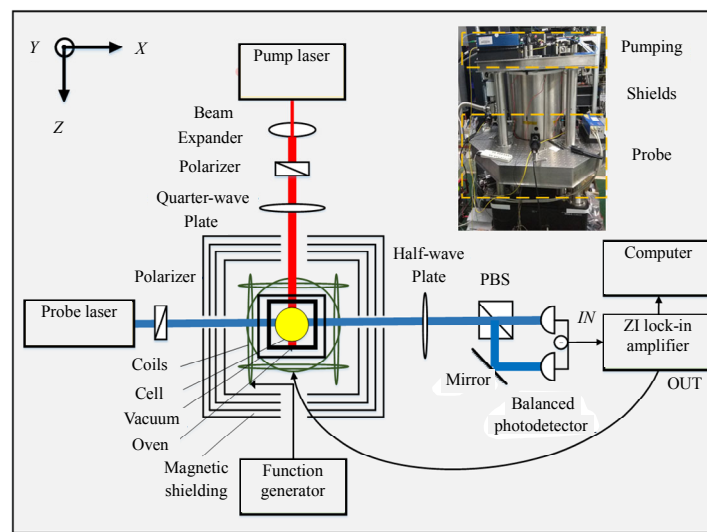 Y
X
Z
Pump laser
Pumping
Shields
Probe
Beam
Expander
Polarizer
Quarter-wave
Plate
Polarizer
Half-wave
Plate
PBS
Computer
Probe laser
IN
ZI lock-in
amplifier
OUT
Coils
Cell
Vacuum
Oven
Magnetic
shielding
Mirror
Balanced
photodetector
Function
generator